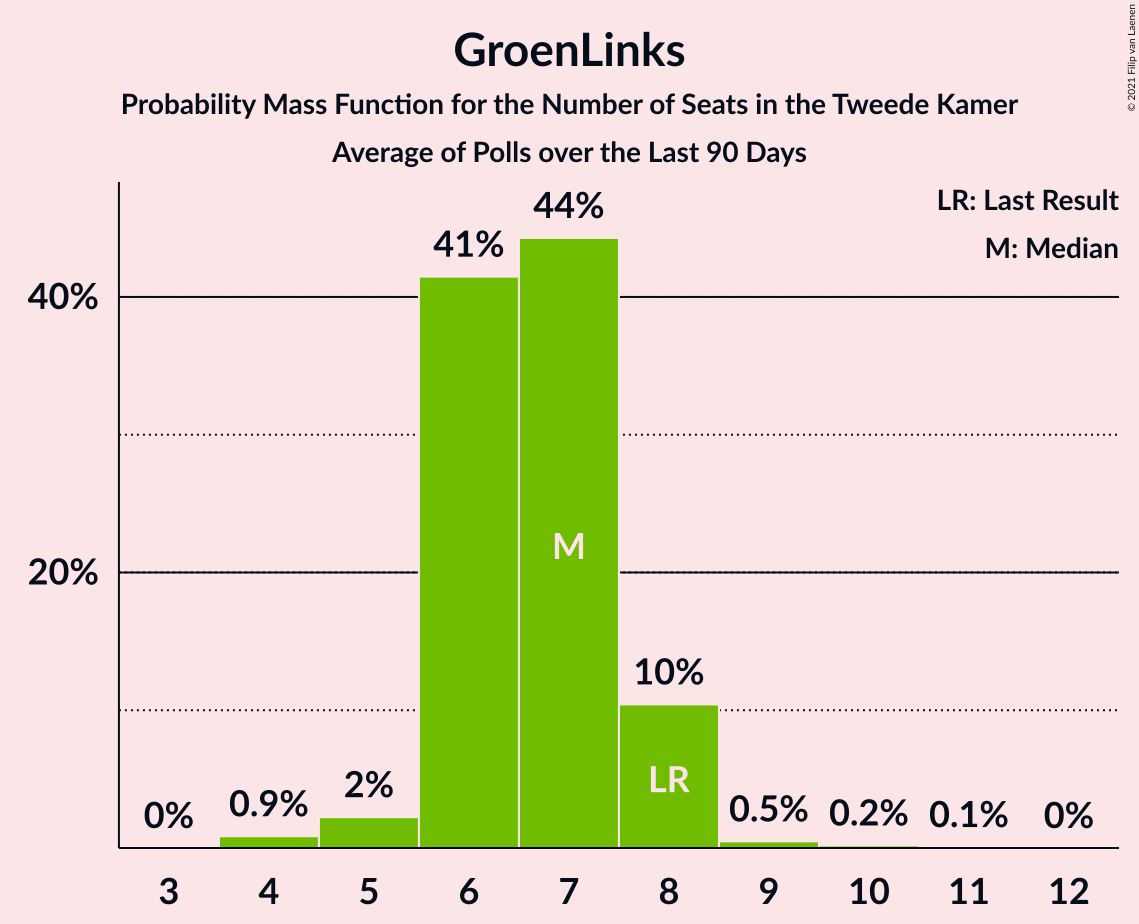 GroenLinks
Probability Mass Function for the Number of Seats in the Tweede Kamer
Average of Polls over the Last 90 Days
© 2021 Filip van Laenen
LR: Last Result
M: Median
40%
20%
0%
0.9%
2%
41%
44%
10%
0.5%
0.2%
0.1%
0%
M
LR
3 4 5 6 7 8 9 10 11 12